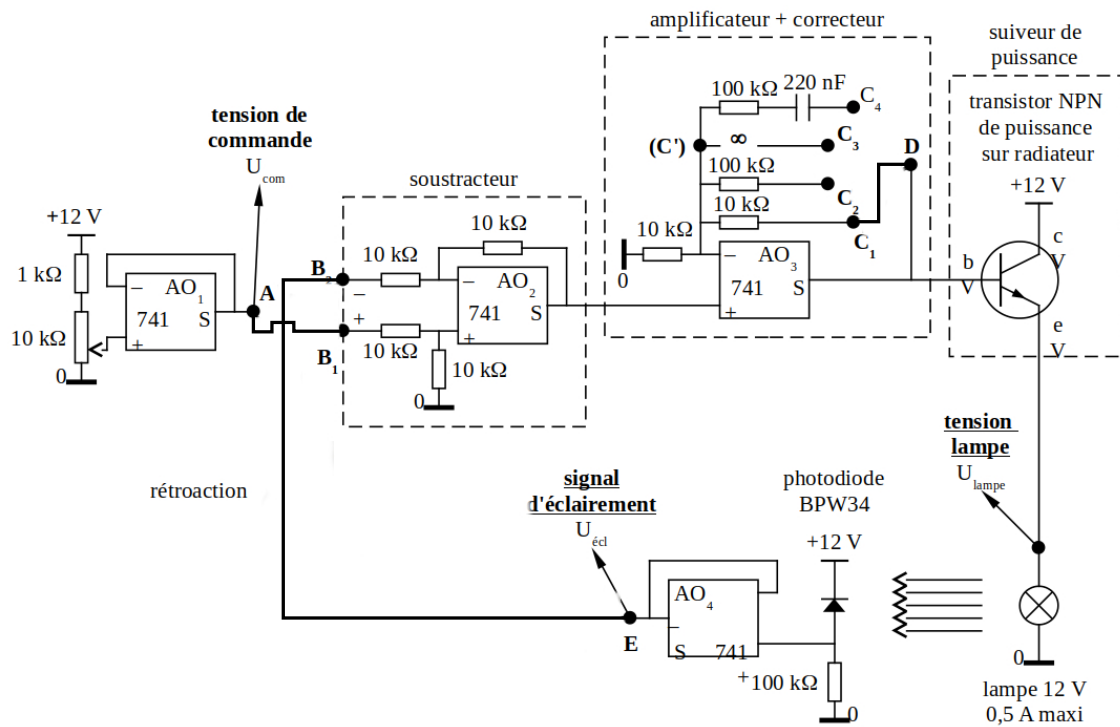 amplificateur + correcteur
suiveur de
puissance
transistor NPN
de puissance
sur radiateur
+12 V
c
V
b
V
e
V
100 kΩ
220 nF
C4
(C')
∞
C3
D
100 kΩ
C2
10 kΩ
C1
10 kΩ
0
–
AO3
741
S
+
tension de
commande
Ucom
soustracteur
+12 V
1 kΩ
10 kΩ
0
–
AO1
741
S
+
A
B2
B1
10 kΩ
10 kΩ
–
+
10 kΩ
–
AO2
741
S
+
10 kΩ
0
rétroaction
signal
d'éclairement
Uécl
photodiode
BPW34
+12 V
tension
lampe
Ulampe
E
AO4
–
S
741
+
100 kΩ
0
0
lampe 12 V
0,5 A maxi